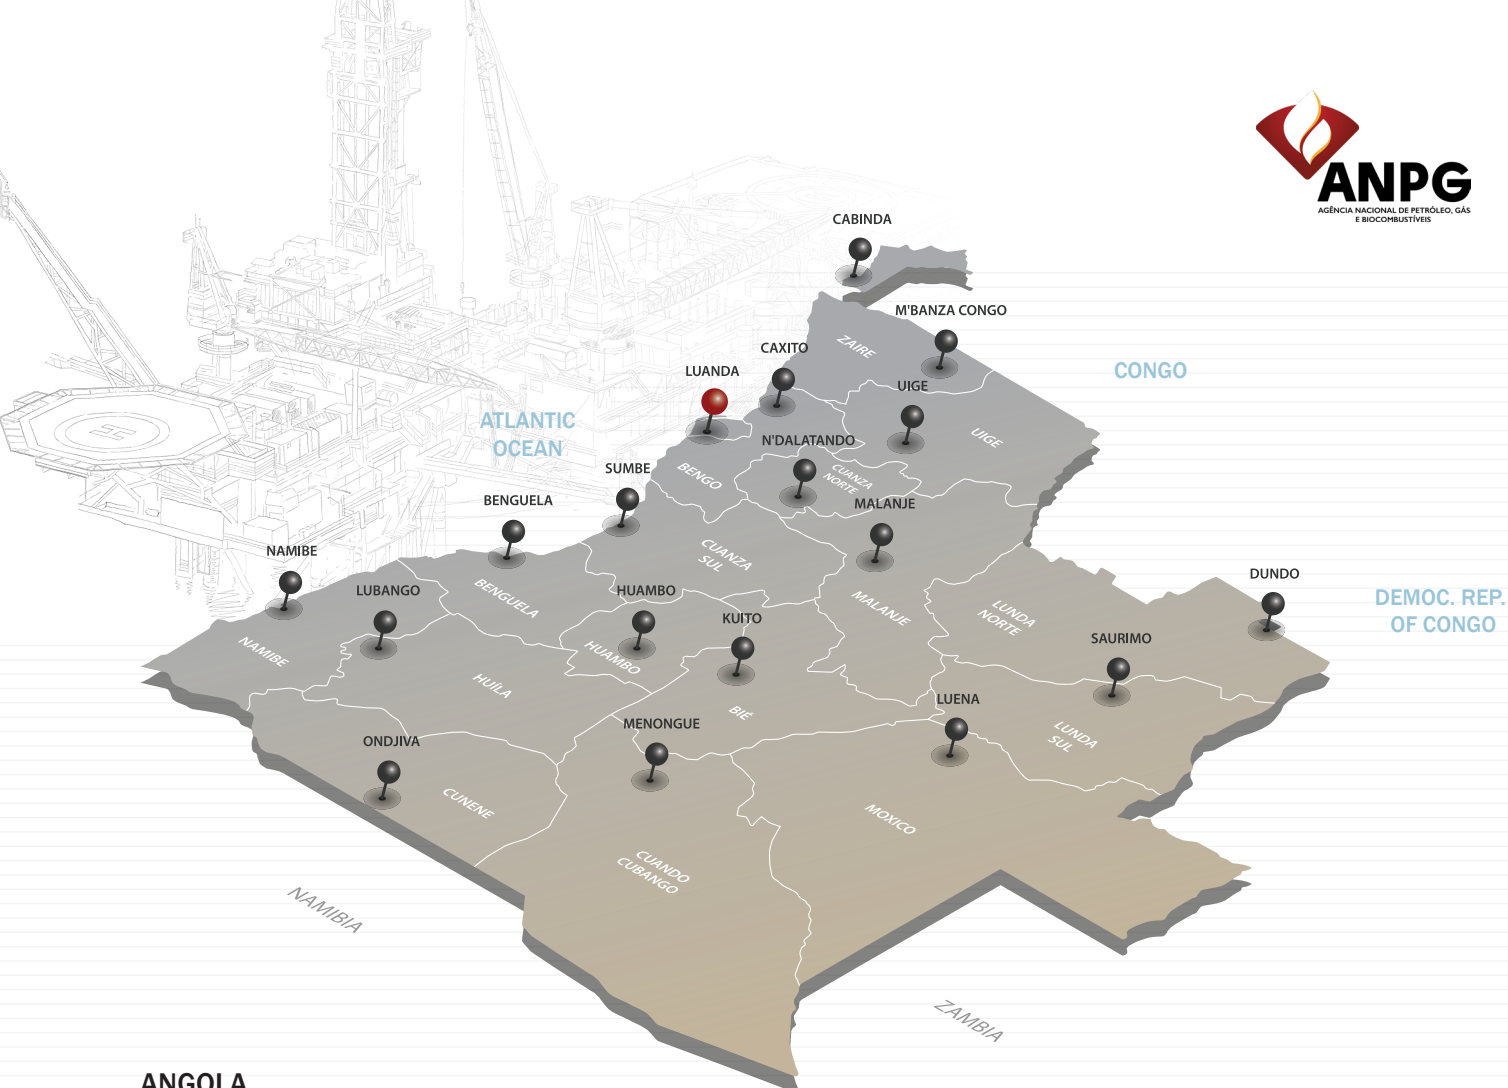 ANPG
AGÊNCIA NACIONAL DE PETRÓLEO, GÁS
E BIOCOMBUSTÍVEIS
CABINDA
M'BANZA CONGO
ZAIRE
CAXITO
LUANDA
CONGO
UIGE
ATLANTIC
OCEAN
UIGE
N'DALATANDO
SUMBE
BENGO
CUANZA
NORTE
BENGUELA
MALANJE
NAMIBE
CUANZA
SUL
DUNDO
LUBANGO
BENGUELA
HUAMBO
MALANJE
LUNDA
NORTE
DEMOC. REP.
OF CONGO
KUITO
SAURIMO
NAMIBE
HUAMBO
HUÍLA
LUENA
BIÉ
MENONGUE
LUNDA
SUL
ONDJIVA
CUNENE
MOXICO
CUANDO
CUBANGO
NAMIBIA
ZAMBIA
ANGOLA